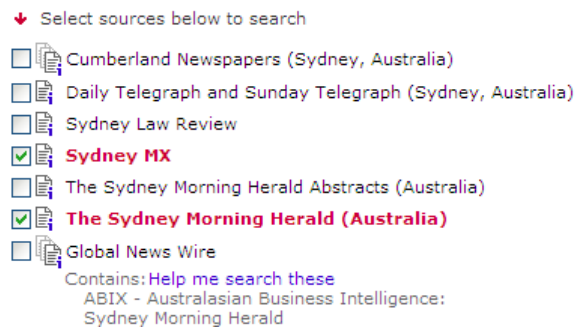 Select sources below to search
Cumberland Newspapers (Sydney, Australia)
Daily Telegraph and Sunday Telegraph (Sydney, Australia)
Sydney Law Review
Sydney MX
The Sydney Morning Herald Abstracts (Australia)
The Sydney Morning Herald (Australia)
Global News Wire
Contains: Help me search these
ABIX - Australasian Business Intelligence:
Sydney Morning Herald